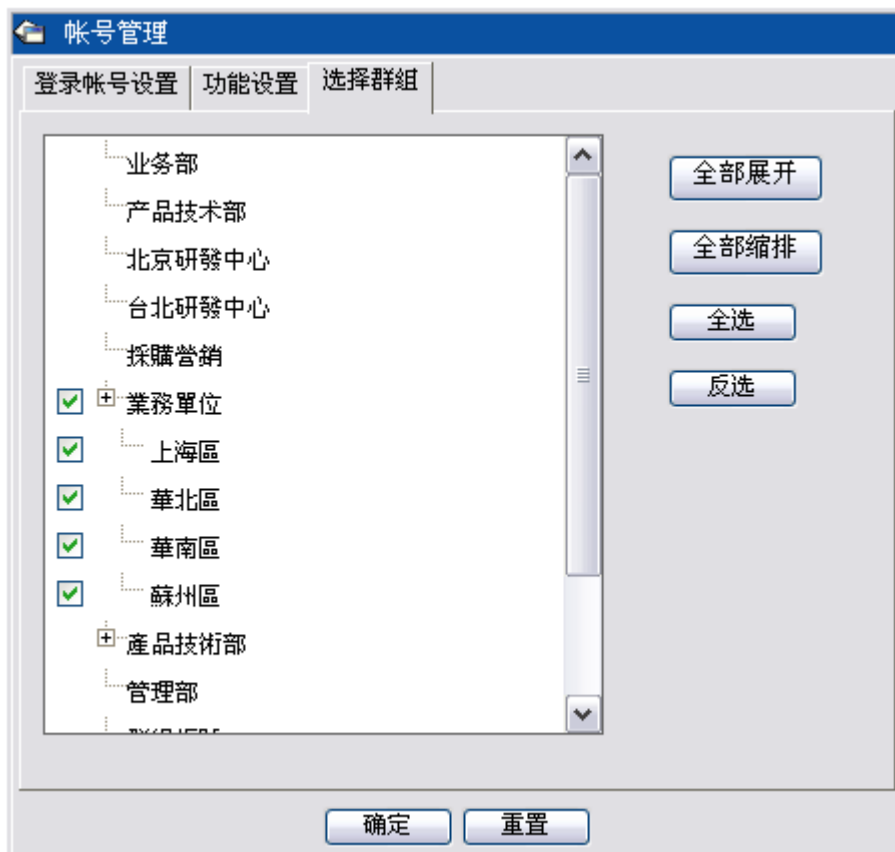 帐号管理
登录帐号设置 功能设置 选择群组
业务部
产品技术部
北京研發中心
台北研發中心
採購營銷
業務單位
上海區
華北區
華南區
蘇州區
產品技術部
管理部
全部展开
全部缩排
全选
反选
确定 重置